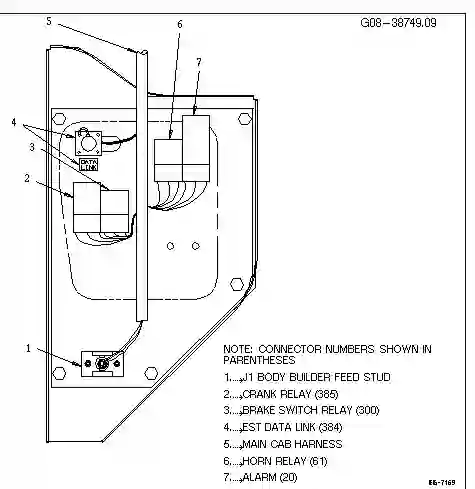 5
6
G08-38749.09
7
4
3
DATA
LINK
2
1
NOTE: CONNECTOR NUMBERS SHOWN IN
PARENTHESES
1....,J1 BODY BUILDER FEED STUD
2....,CRANK RELAY (385)
3....,BRAKE SWITCH RELAY (300)
4....,EST DATA LINK (384)
5....,MAIN CAB HARNESS
6....,HORN RELAY (61)
7....,ALARM (20)